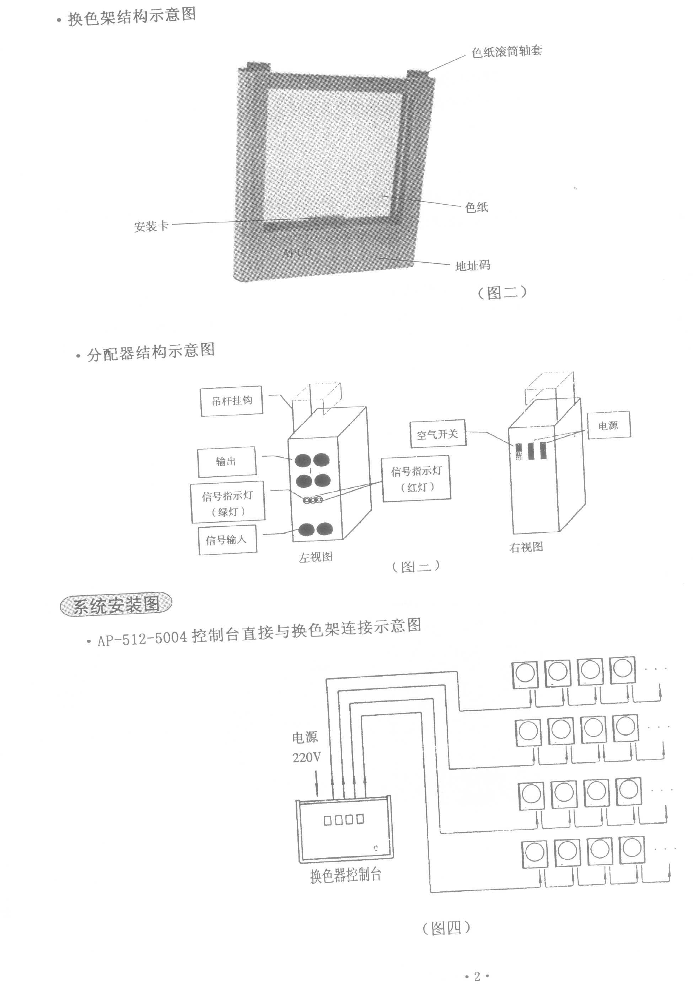 ·换色架结构示意图
色纸滚筒轴套
色纸
安装卡
APUU
地址码
（图二）
·分配器结构示意图
吊杆挂钩
输出
信号指示灯
（绿灯）
信号输入
信号指示灯
（红灯）
空气开关
电源
左视图
右视图
（图三）
系统安装图
·AP-512-5004 控制台直接与换色架连接示意图
电源
220V
换色器控制台
（图四）
·2·